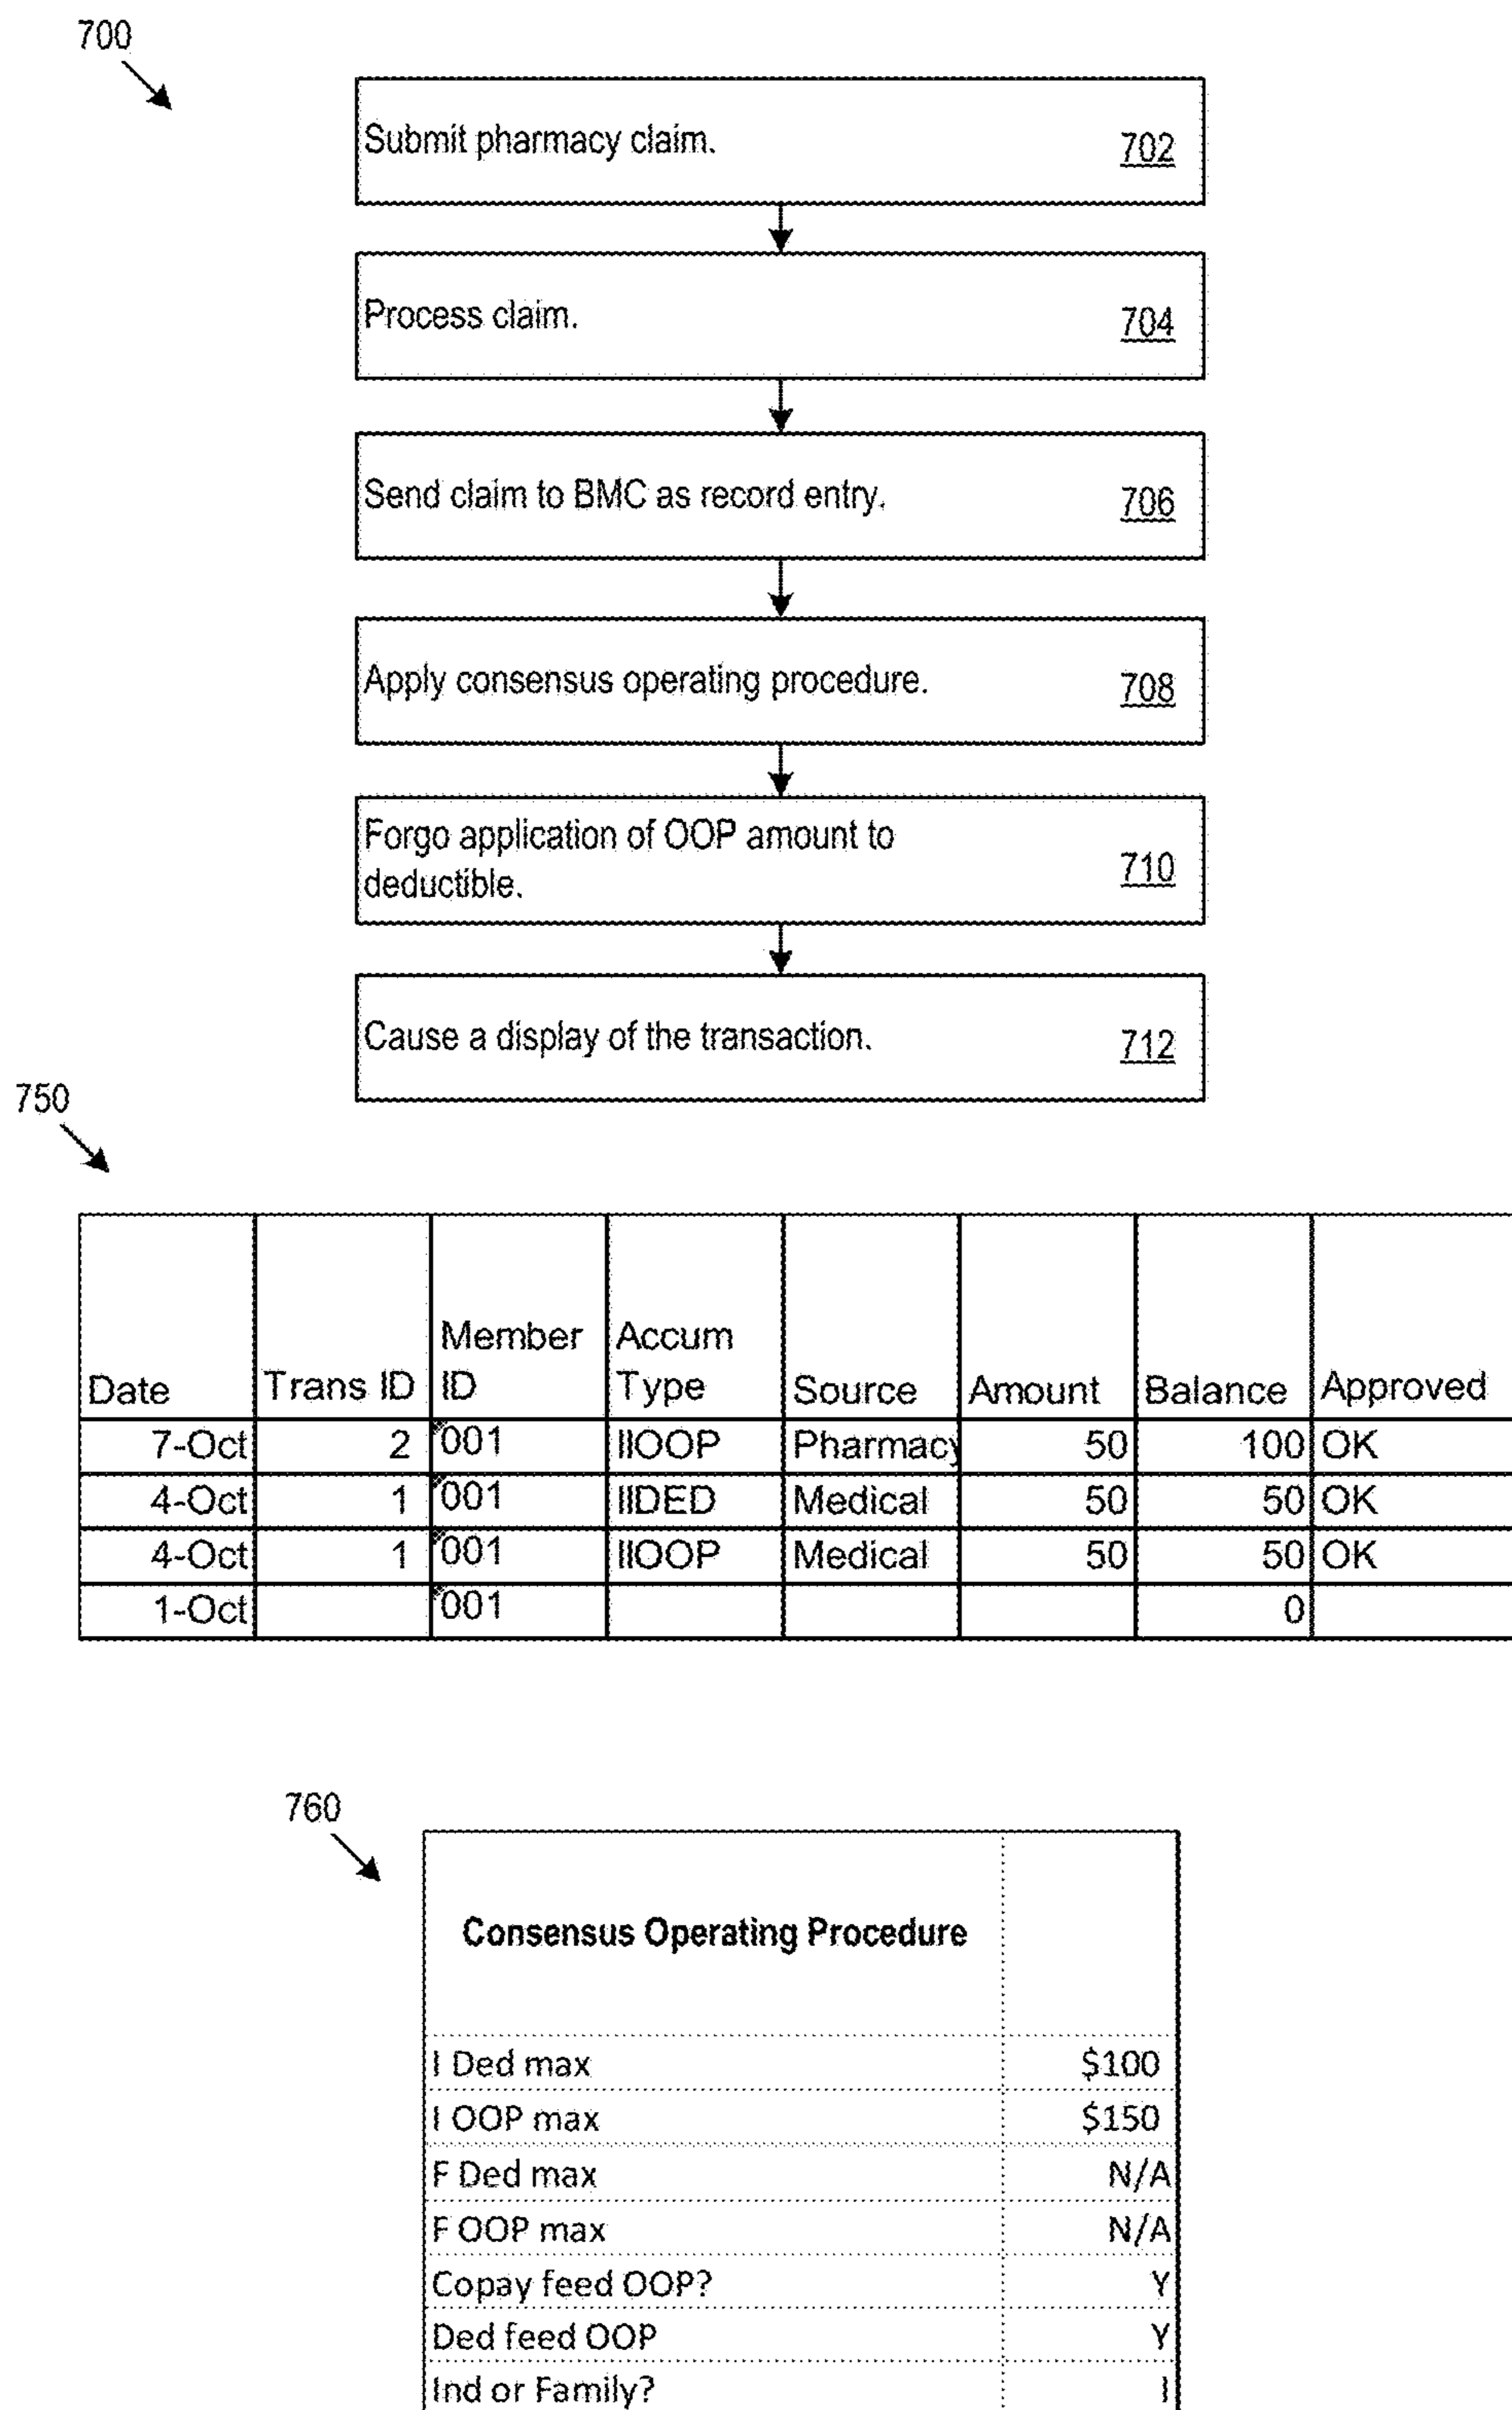 700
Submit pharmacy claim. 702
Process claim. 704
Send claim to BMC as record entry. 706
Apply consensus operating procedure. 708
Forgo application of OOP amount to
deductible. 710
Cause a display of the transaction. 712
750
Date Trans ID Member ID Accum Type Source Amount Balance Approved
7-Oct 2 001 IIOOP Pharmacy 50 100 OK
4-Oct 1 001 IIDED Medical 50 50 OK
4-Oct 1 001 IIOOP Medical 50 50 OK
1-Oct 001 0
760
Consensus Operating Procedure
I Ded max $100
I OOP max $150
F Ded max N/A
F OOP max N/A
Copay feed OOP? Y
Ded feed OOP Y
Ind or Family? I